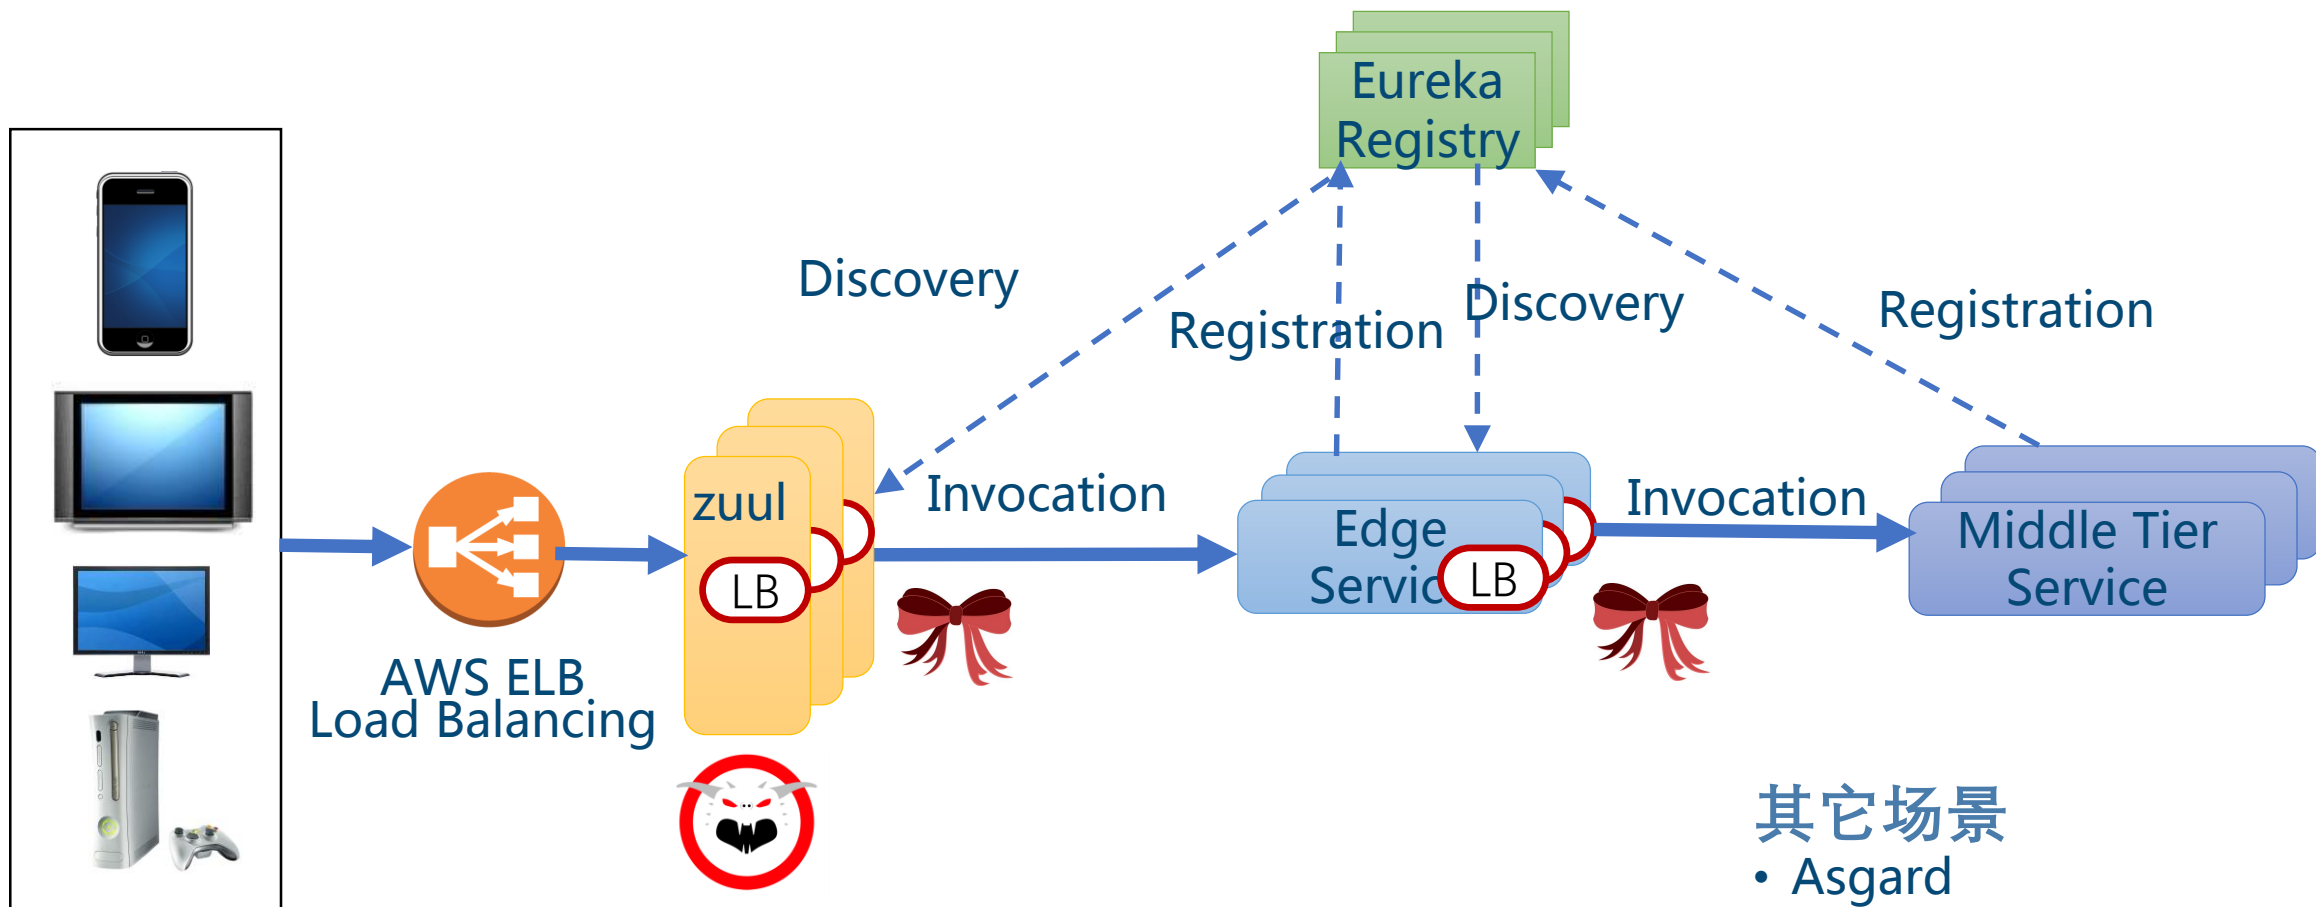 Eureka
Registry
Discovery
Registration
Discovery
Registration
zuul
LB
Invocation
Edge
Servic
LB
Invocation
Middle Tier
Service
AWS ELB
Load Balancing
其它场景
• Asgard